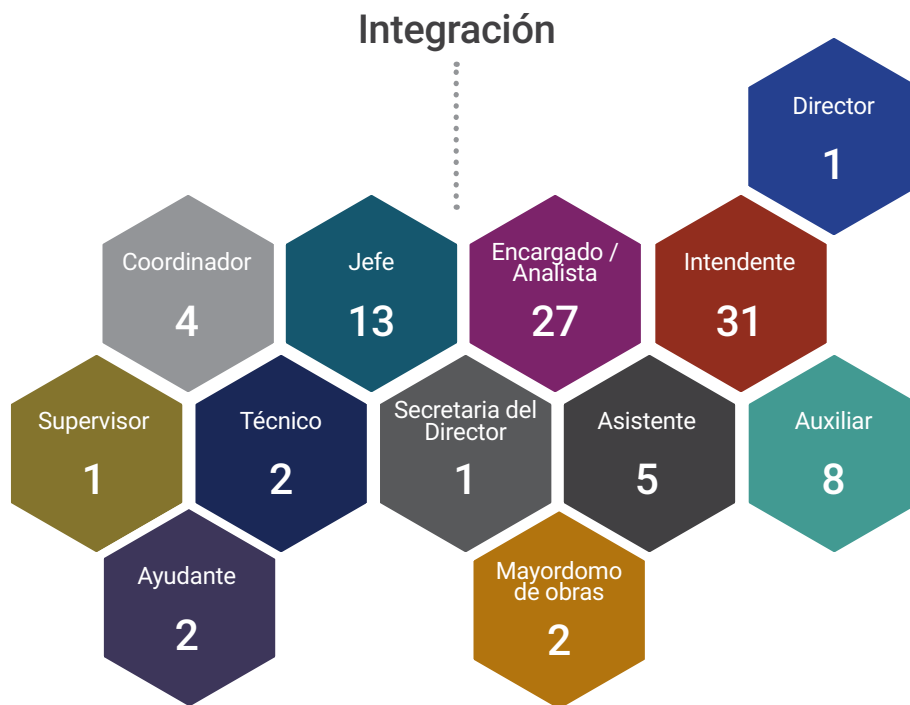 Integración
Director
1
Coordinador
4
Jefe
13
Encargado /
Analista
27
Intendente
31
Supervisor
1
Técnico
2
Secretaria del
Director
1
Asistente
5
Auxiliar
8
Ayudante
2
Mayordomo
de obras
2